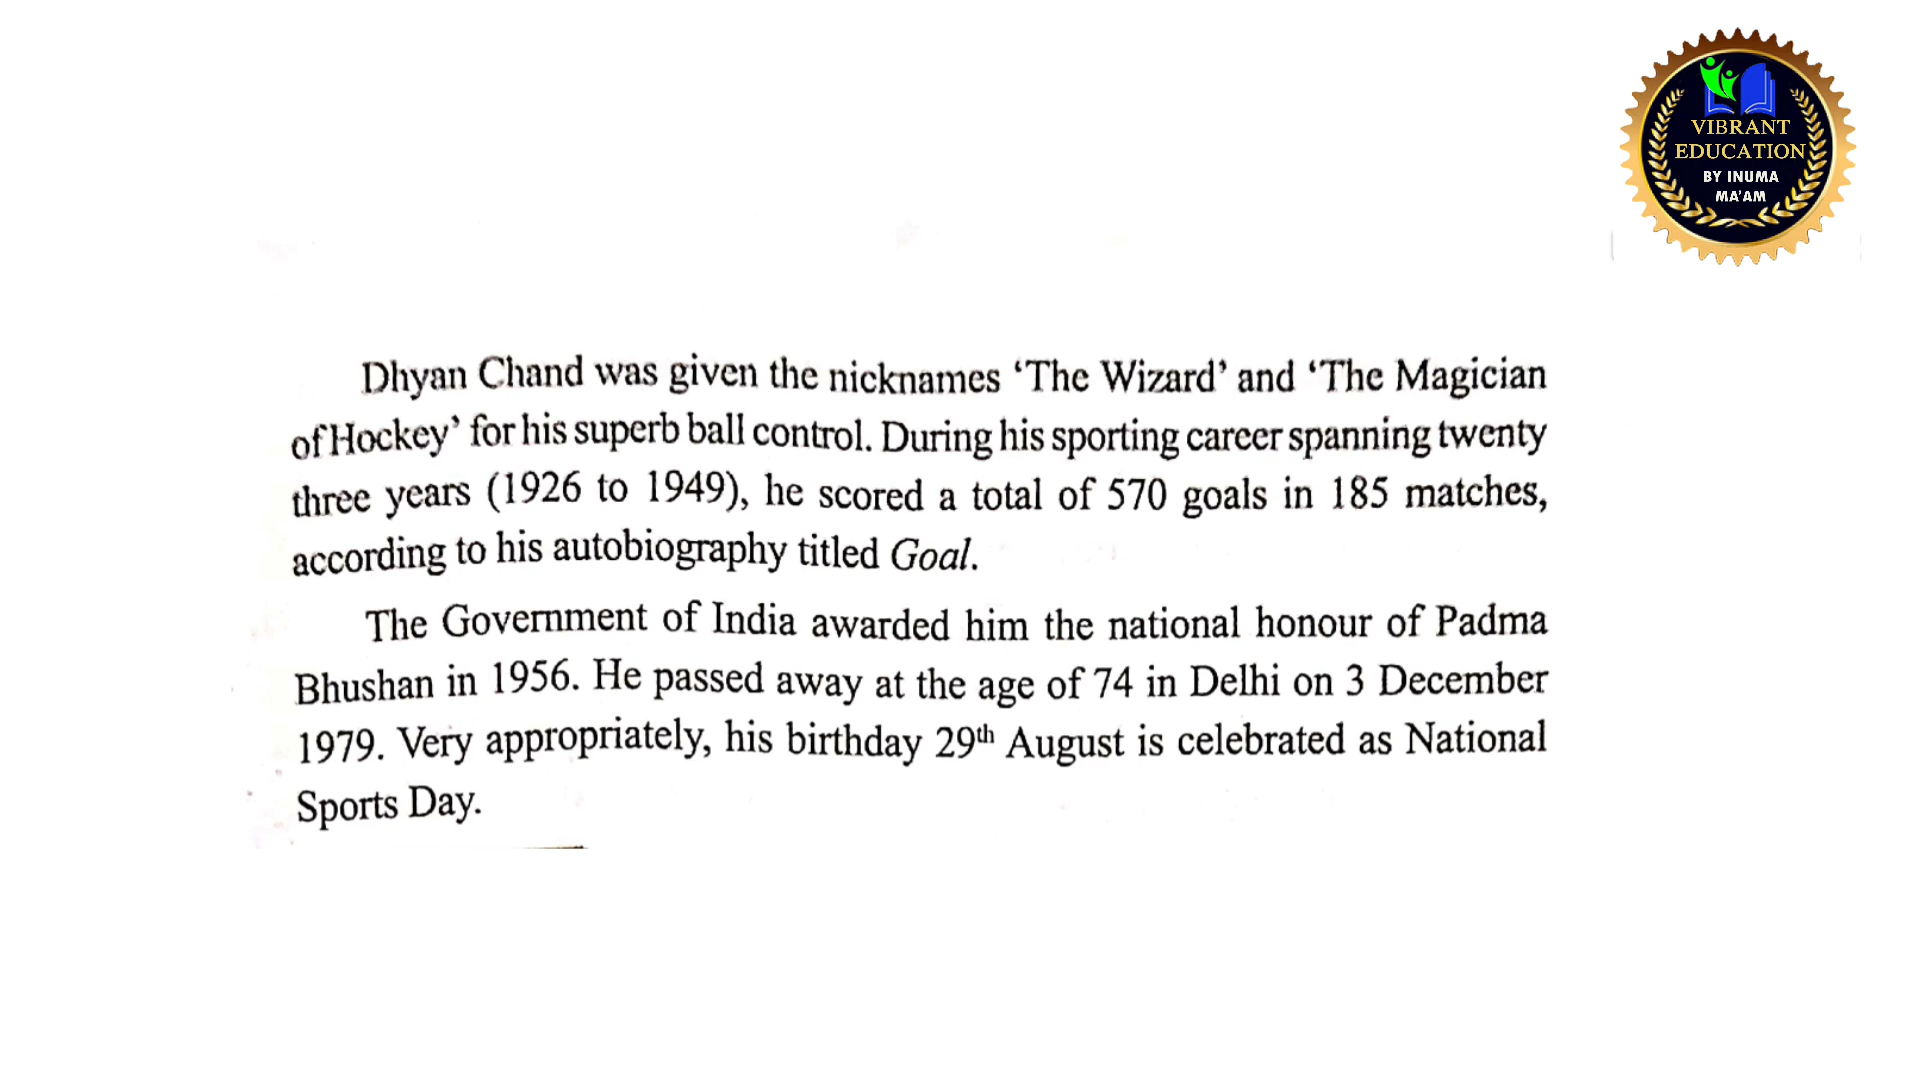 VIBRANT
EDUCATION
BY INUMA
MA'AM
Dhyan Chand was given the nicknames ‘The Wizard’ and ‘The Magician
of Hockey’ for his superb ball control. During his sporting career spanning twenty
three years (1926 to 1949), he scored a total of 570 goals in 185 matches,
according to his autobiography titled Goal.
The Government of India awarded him the national honour of Padma
Bhushan in 1956. He passed away at the age of 74 in Delhi on 3 December
1979. Very appropriately, his birthday 29th August is celebrated as National
Sports Day.